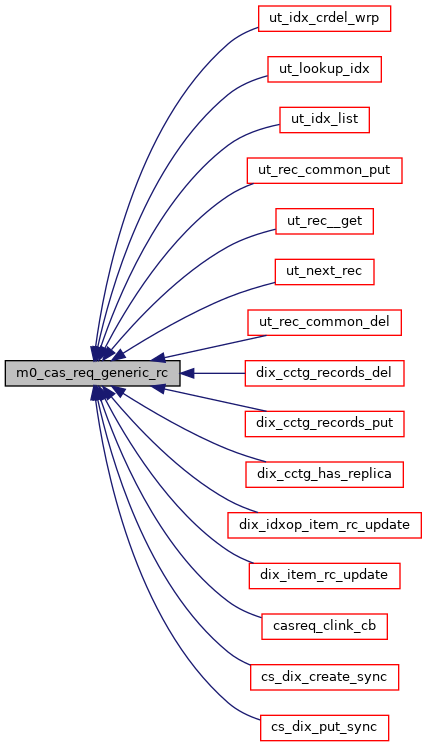 ut_idx_crdel_wrp
ut_lookup_idx
ut_idx_list
ut_rec_common_put
ut_rec__get
ut_next_rec
ut_rec_common_del
m0_cas_req_generic_rc
dix_cctg_records_del
dix_cctg_records_put
dix_cctg_has_replica
dix_idxop_item_rc_update
dix_item_rc_update
casreq_clink_cb
cs_dix_create_sync
cs_dix_put_sync